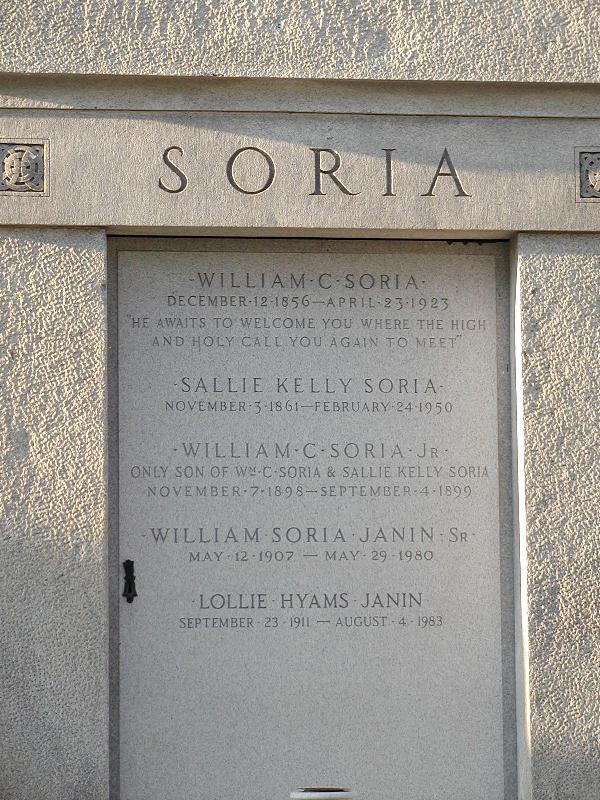 SORIA
·WILLIAM·C·SORIA·
DECEMBER·12·1856—APRIL·23·1923
"HE AWAITS TO WELCOME YOU WHERE THE HIGH
AND HOLY CALL YOU AGAIN TO MEET"
·SALLIE KELLY SORIA·
NOVEMBER·3·1861—FEBRUARY·24·1950
·WILLIAM·C·SORIA·Jr·
ONLY SON OF Wm·C·SORIA & SALLIE KELLY SORIA
NOVEMBER·7·1898—SEPTEMBER·4·1899
·WILLIAM·SORIA·JANIN·Sr·
MAY·12·1907 — MAY·29·1980
·LOLLIE·HYAMS·JANIN·
SEPTEMBER·23·1911 — AUGUST·4·1983